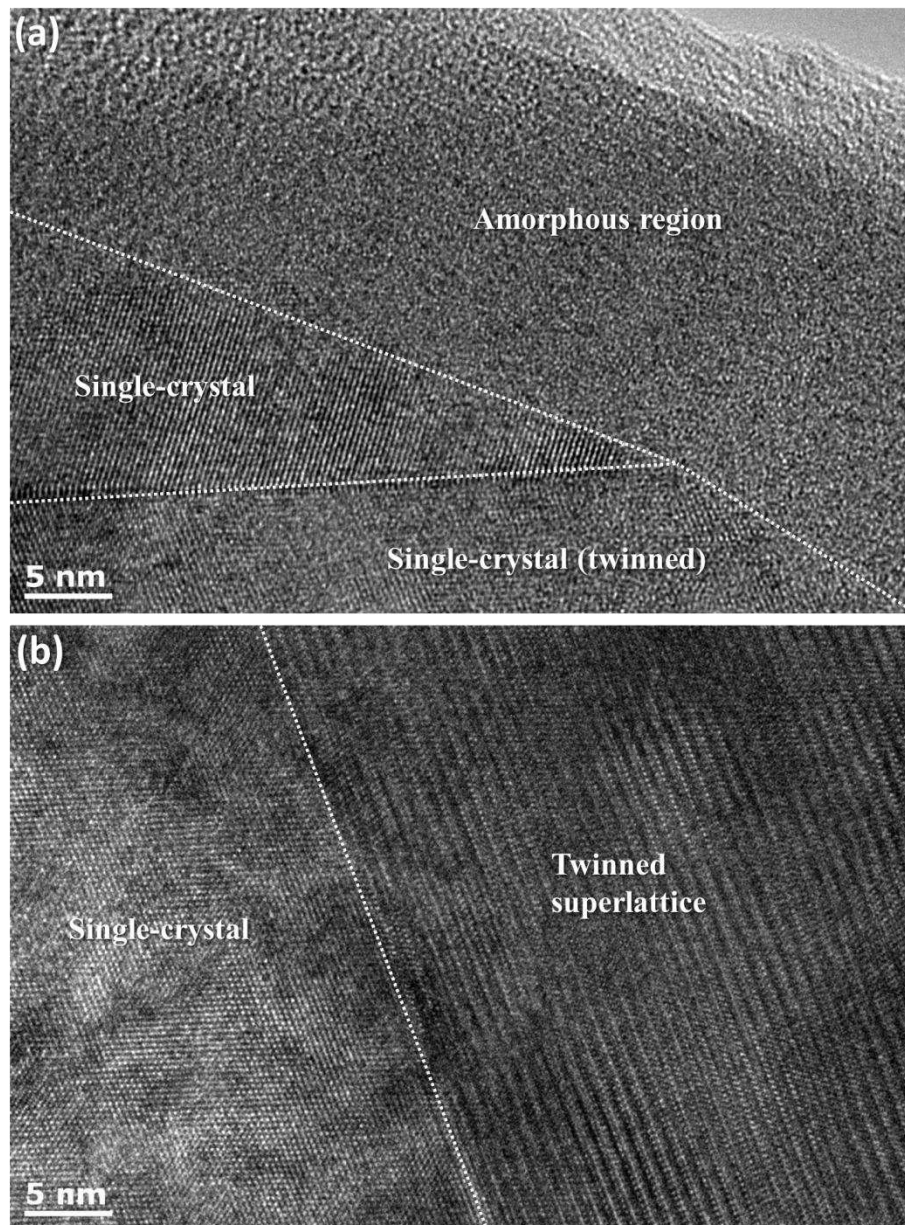 (a)
Amorphous region
Single-crystal
Single-crystal (twinned)
5 nm
(b)
Twinned
superlattice
Single-crystal
5 nm